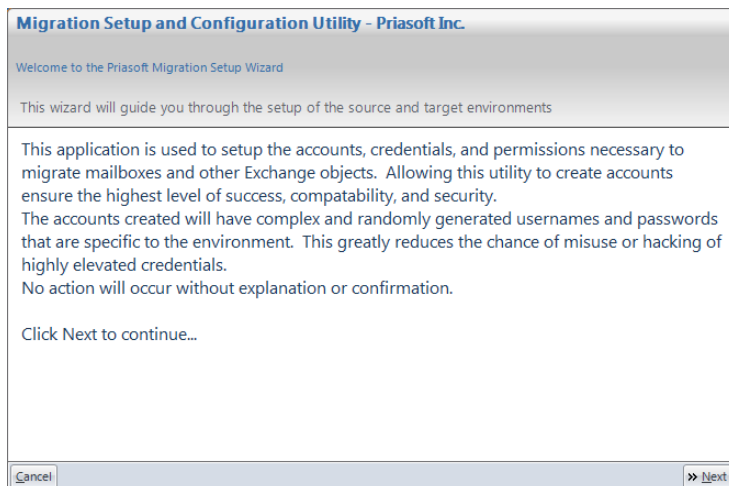 Migration Setup and Configuration Utility - Priasoft Inc.
Welcome to the Priasoft Migration Setup Wizard
This wizard will guide you through the setup of the source and target environments
This application is used to setup the accounts, credentials, and permissions necessary to
migrate mailboxes and other Exchange objects.  Allowing this utility to create accounts
ensure the highest level of success, compatability, and security.
The accounts created will have complex and randomly generated usernames and passwords
that are specific to the environment.  This greatly reduces the chance of misuse or hacking of
highly elevated credentials.
No action will occur without explanation or confirmation.
Click Next to continue...
Cancel
» Next